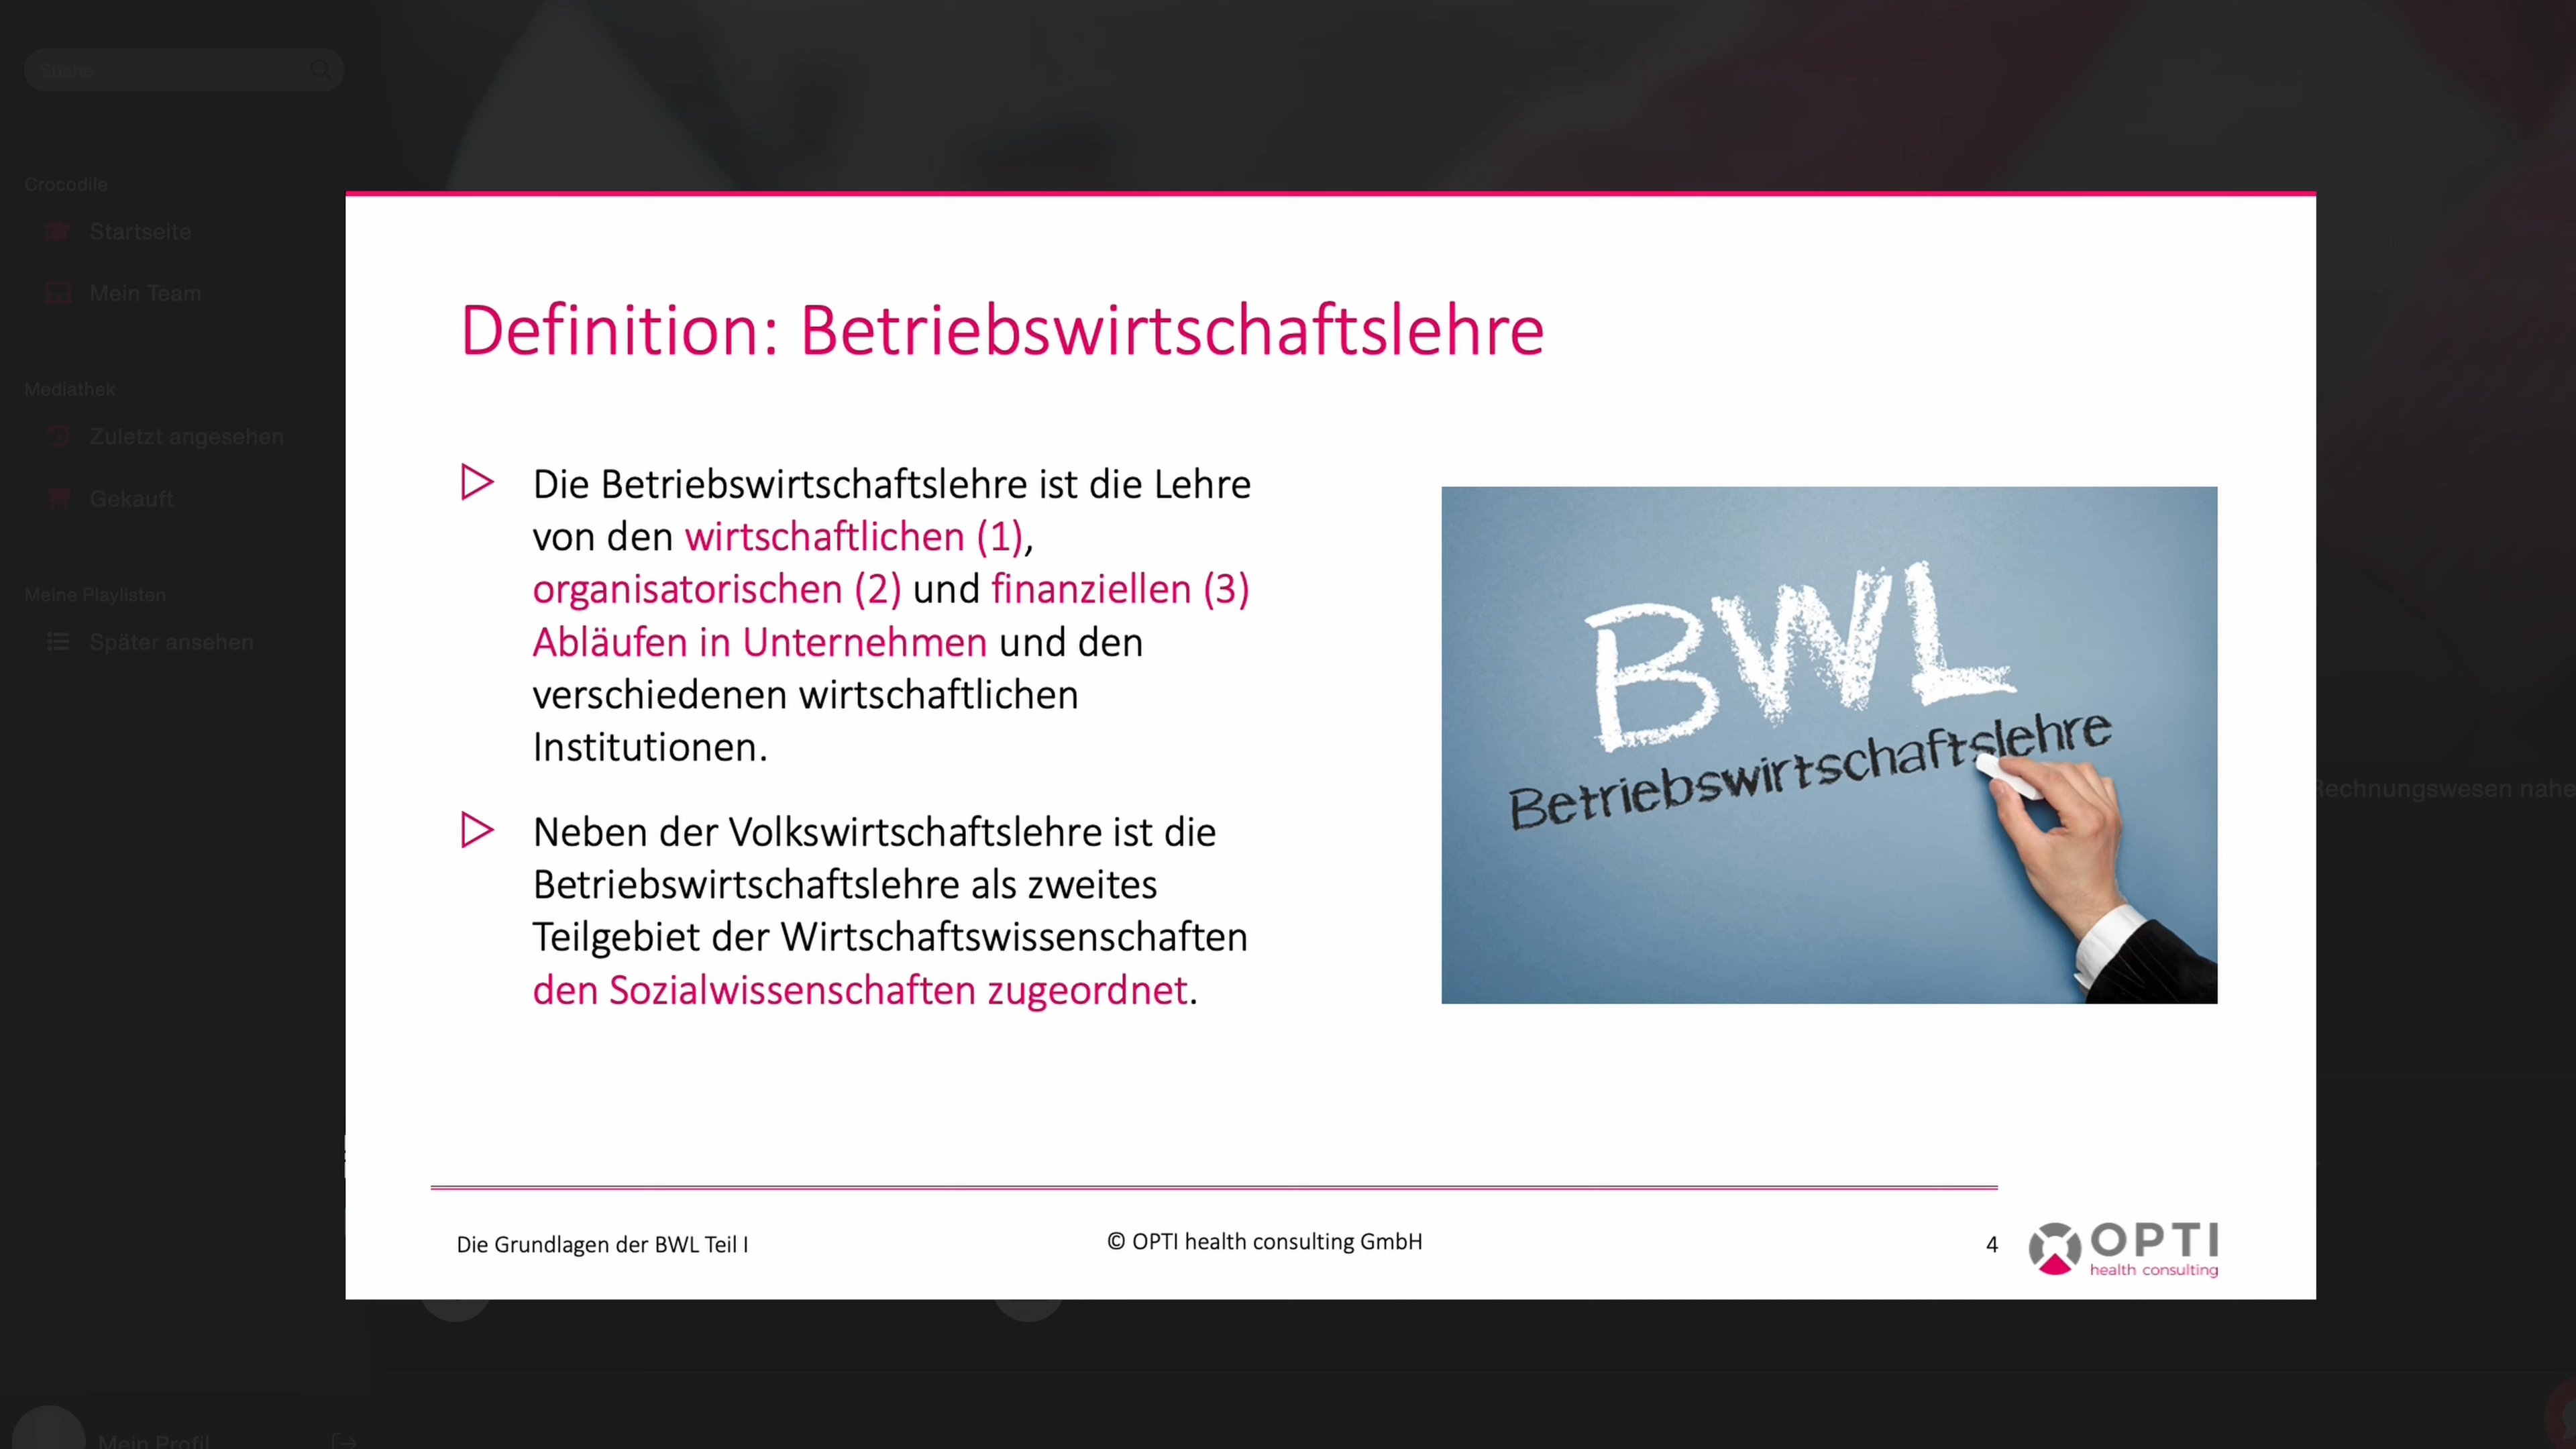 Suche
Crocodile
Startseite
Mein Team
Mediathek
Zuletzt angesehen
Gekauft
Meine Playlisten
Später ansehen
Mein Profil
Definition: Betriebswirtschaftslehre
Die Betriebswirtschaftslehre ist die Lehre
von den wirtschaftlichen (1),
organisatorischen (2) und finanziellen (3)
Abläufen in Unternehmen und den
verschiedenen wirtschaftlichen
Institutionen.
Neben der Volkswirtschaftslehre ist die
Betriebswirtschaftslehre als zweites
Teilgebiet der Wirtschaftswissenschaften
den Sozialwissenschaften zugeordnet.
BWL
Betriebswirtschaftslehre
Rechnungswesen nahe
Die Grundlagen der BWL Teil I
© OPTI health consulting GmbH
4
OPTI
health consulting